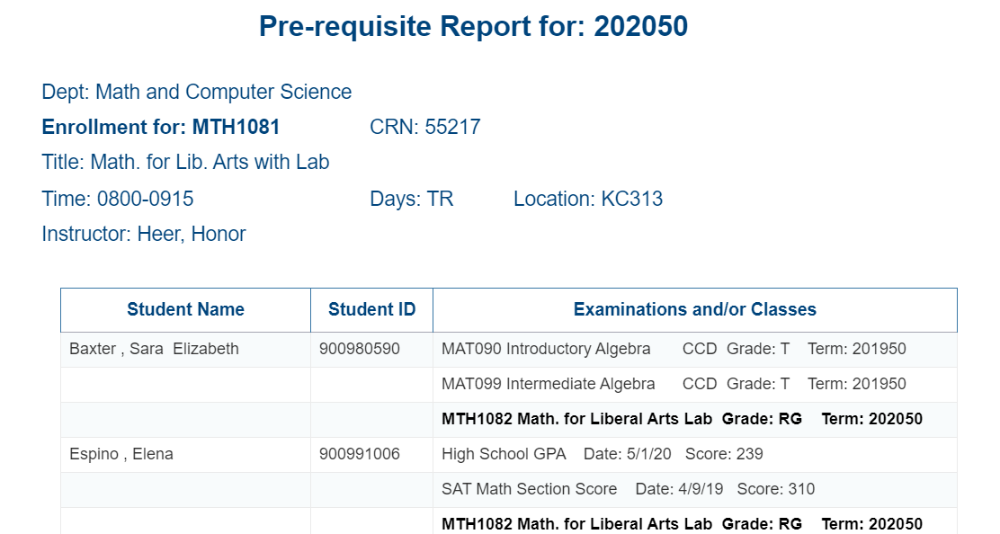 Pre-requisite Report for: 202050
Dept: Math and Computer Science
Enrollment for: MTH1081 CRN: 55217
Title: Math. for Lib. Arts with Lab
Time: 0800-0915 Days: TR Location: KC313
Instructor: Heer, Honor
Student Name Student ID Examinations and/or Classes
Baxter , Sara Elizabeth 900980590 MAT090 Introductory Algebra CCD Grade: T Term: 201950
MAT099 Intermediate Algebra CCD Grade: T Term: 201950
MTH1082 Math. for Liberal Arts Lab Grade: RG Term: 202050
Espino , Elena 900991006 High School GPA Date: 5/1/20 Score: 239
SAT Math Section Score Date: 4/9/19 Score: 310
MTH1082 Math. for Liberal Arts Lab Grade: RG Term: 202050